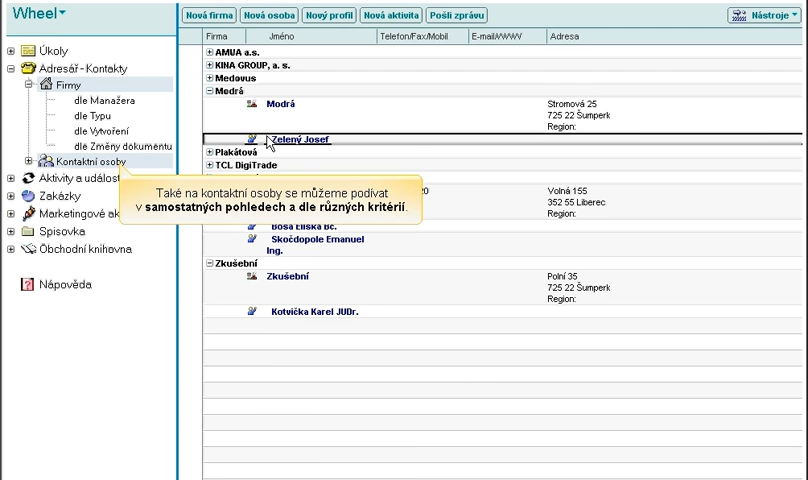 Wheel
Nová firma Nová osoba Nový profil Nová aktivita Pošli zprávu Nástroje
Firma Jméno Telefon/Fax/Mobil E-mail/WWW Adresa
Úkoly
Adresář - Kontakty
Firmy
dle Manažera
dle Typu
dle Vytvoření
dle Změny dokumentu
Kontaktní osoby
Aktivity a událost
Zakázky
Marketingové ak
Spisovka
Obchodní knihovna
Nápověda
AMUA a.s.
KINA GROUP, a. s.
Medovus
Modrá
Modrá Stromová 25
725 22 Šumperk
Region:
Zelený Josef
Plakátová
TCL DigiTrade
Také na kontaktní osoby se můžeme podívat
v samostatných pohledech a dle různých kritérií.
20 Volná 155
352 55 Liberec
Region:
Bosá Eliška Bc.
Skočdopole Emanuel
Ing.
Zkušební
Zkušební Polní 35
725 22 Šumperk
Region:
Kotvička Karel JUDr.